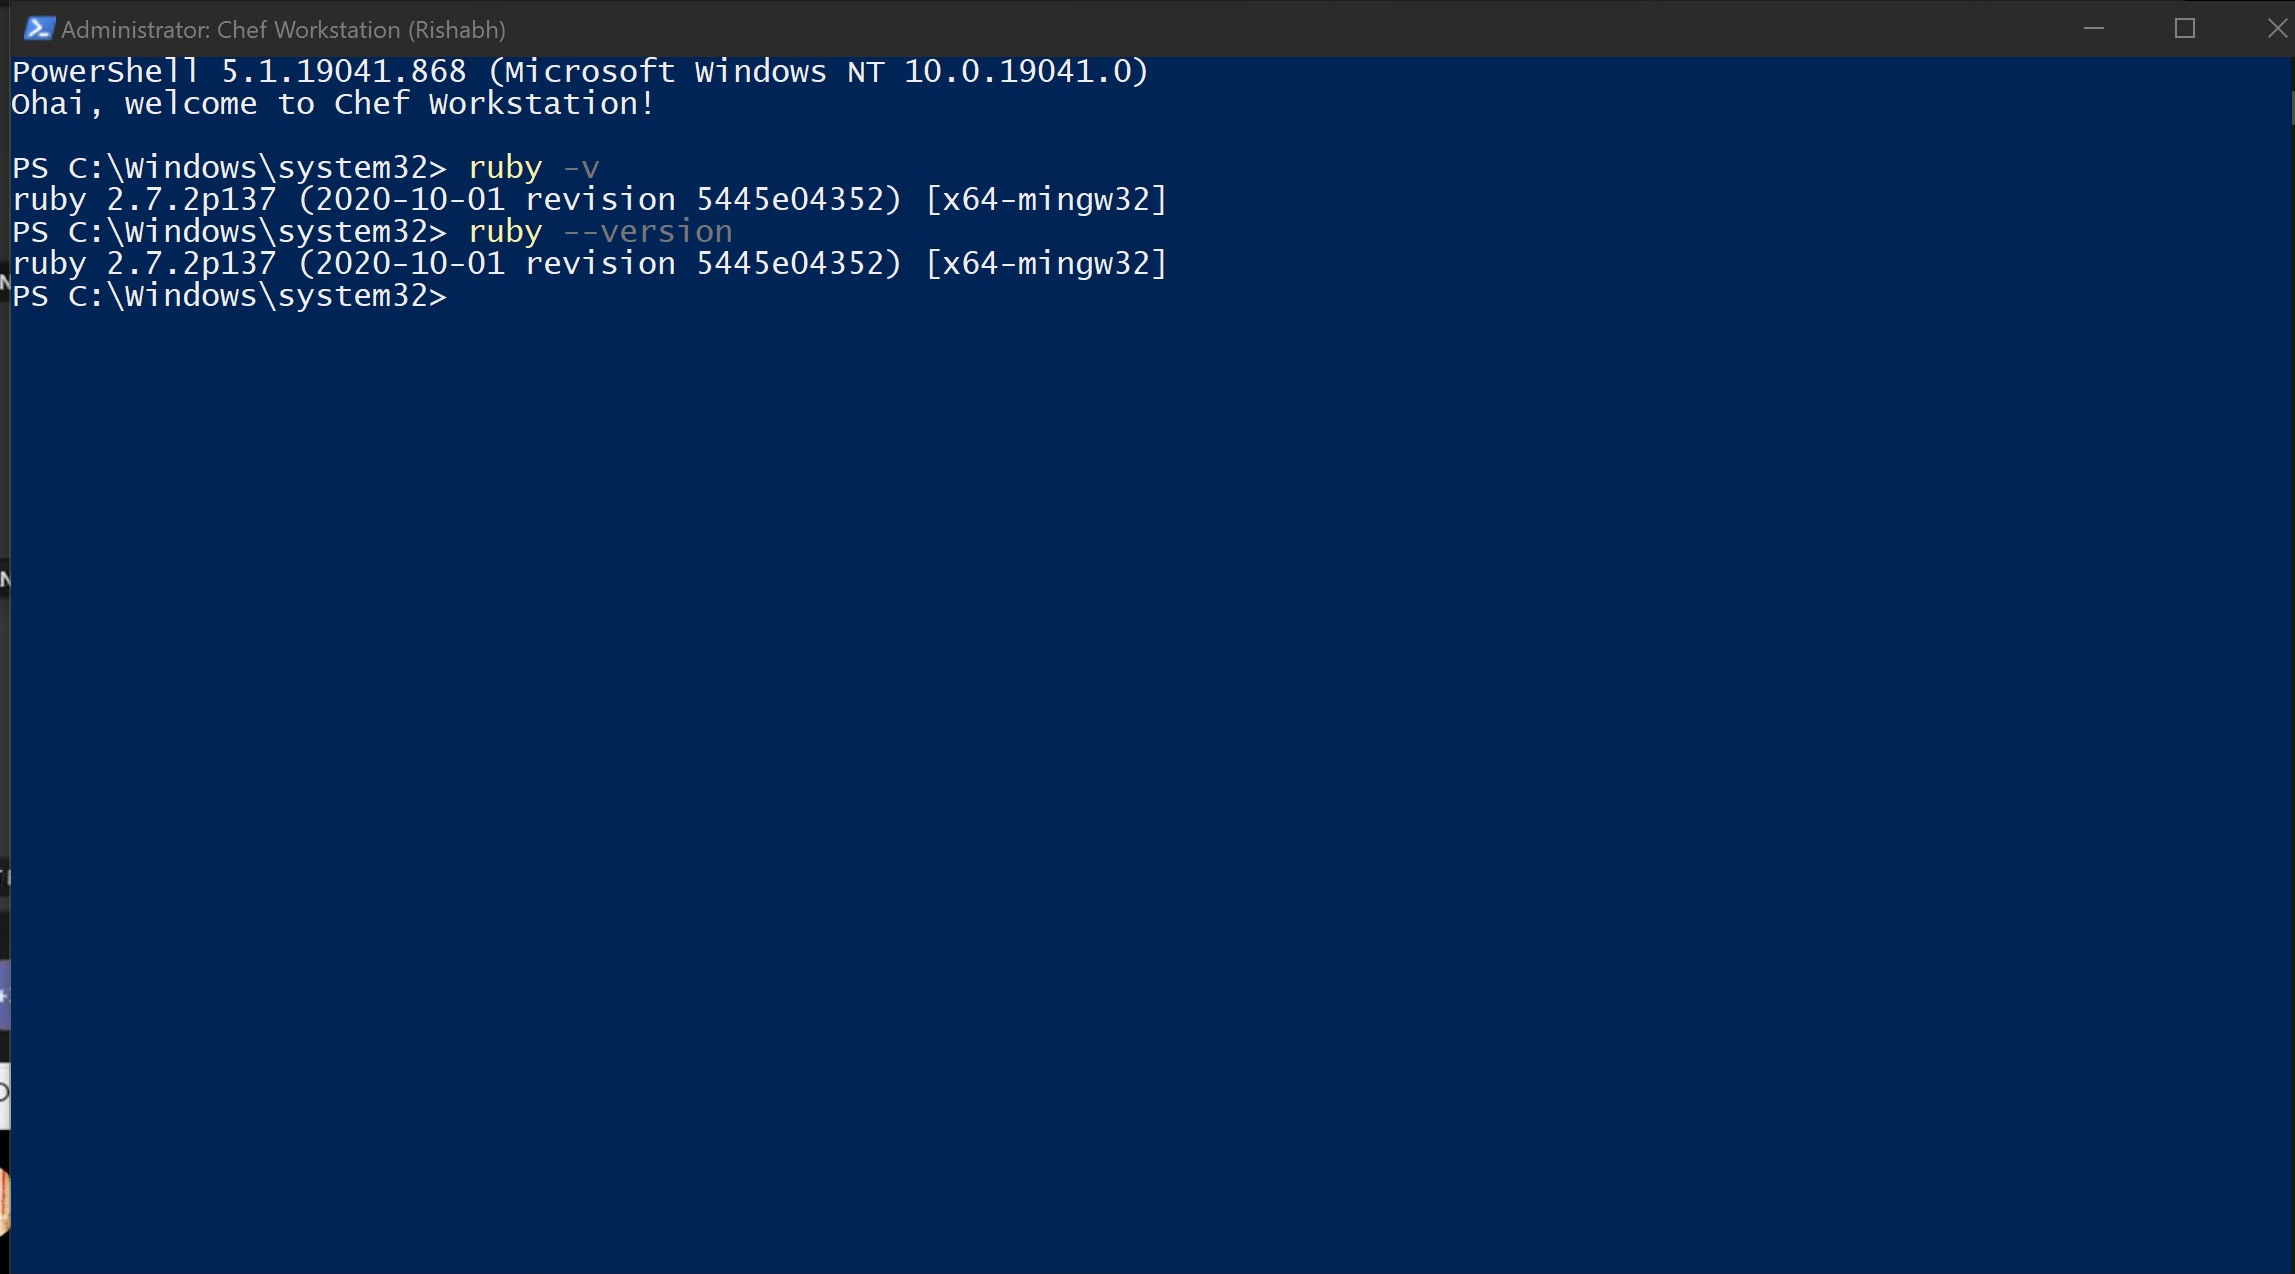 Administrator: Chef Workstation (Rishabh)
PowerShell 5.1.19041.868 (Microsoft Windows NT 10.0.19041.0)
Ohai, welcome to Chef Workstation!
PS C:\Windows\system32> ruby -v
ruby 2.7.2p137 (2020-10-01 revision 5445e04352) [x64-mingw32]
PS C:\Windows\system32> ruby --version
ruby 2.7.2p137 (2020-10-01 revision 5445e04352) [x64-mingw32]
PS C:\Windows\system32>